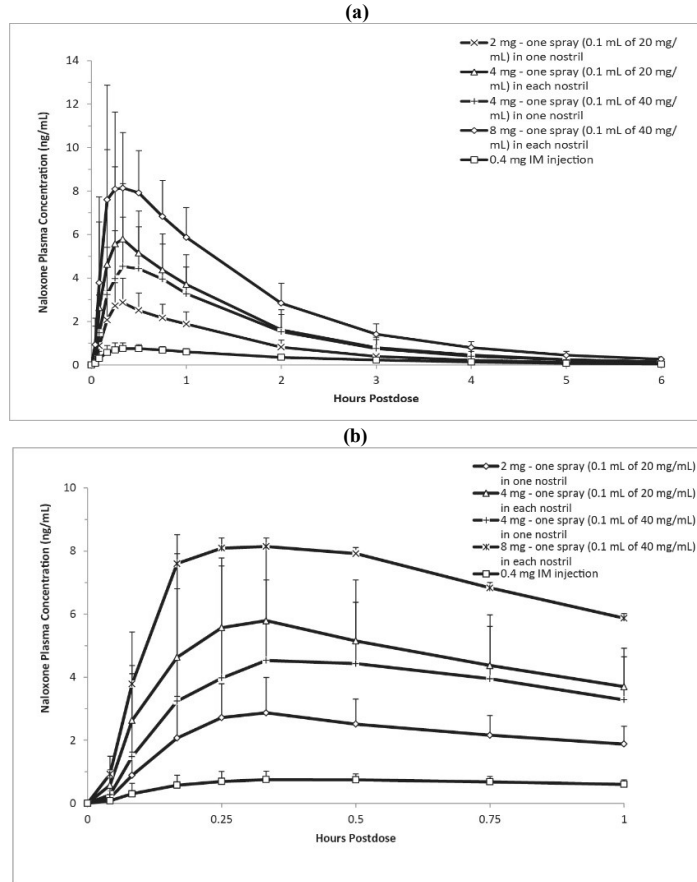 (a)
Naloxone Plasma Concentration (ng/mL)
14
12
10
8
6
4
2
0
2 mg - one spray (0.1 mL of 20 mg/
mL) in one nostril
4 mg - one spray (0.1 mL of 20 mg/
mL) in each nostril
4 mg - one spray (0.1 mL of 40 mg/
mL) in one nostril
8 mg - one spray (0.1 mL of 40 mg/
mL) in each nostril
0.4 mg IM injection
0 1 2 3 4 5 6
Hours Postdose
(b)
Naloxone Plasma Concentration (ng/mL)
10
8
6
4
2
0
2 mg - one spray (0.1 mL of 20 mg/mL)
in one nostril
4 mg - one spray (0.1 mL of 20 mg/mL)
in each nostril
4 mg - one spray (0.1 mL of 40 mg/mL)
in one nostril
8 mg - one spray (0.1 mL of 40 mg/mL)
in each nostril
0.4 mg IM injection
0 0.25 0.5 0.75 1
Hours Postdose